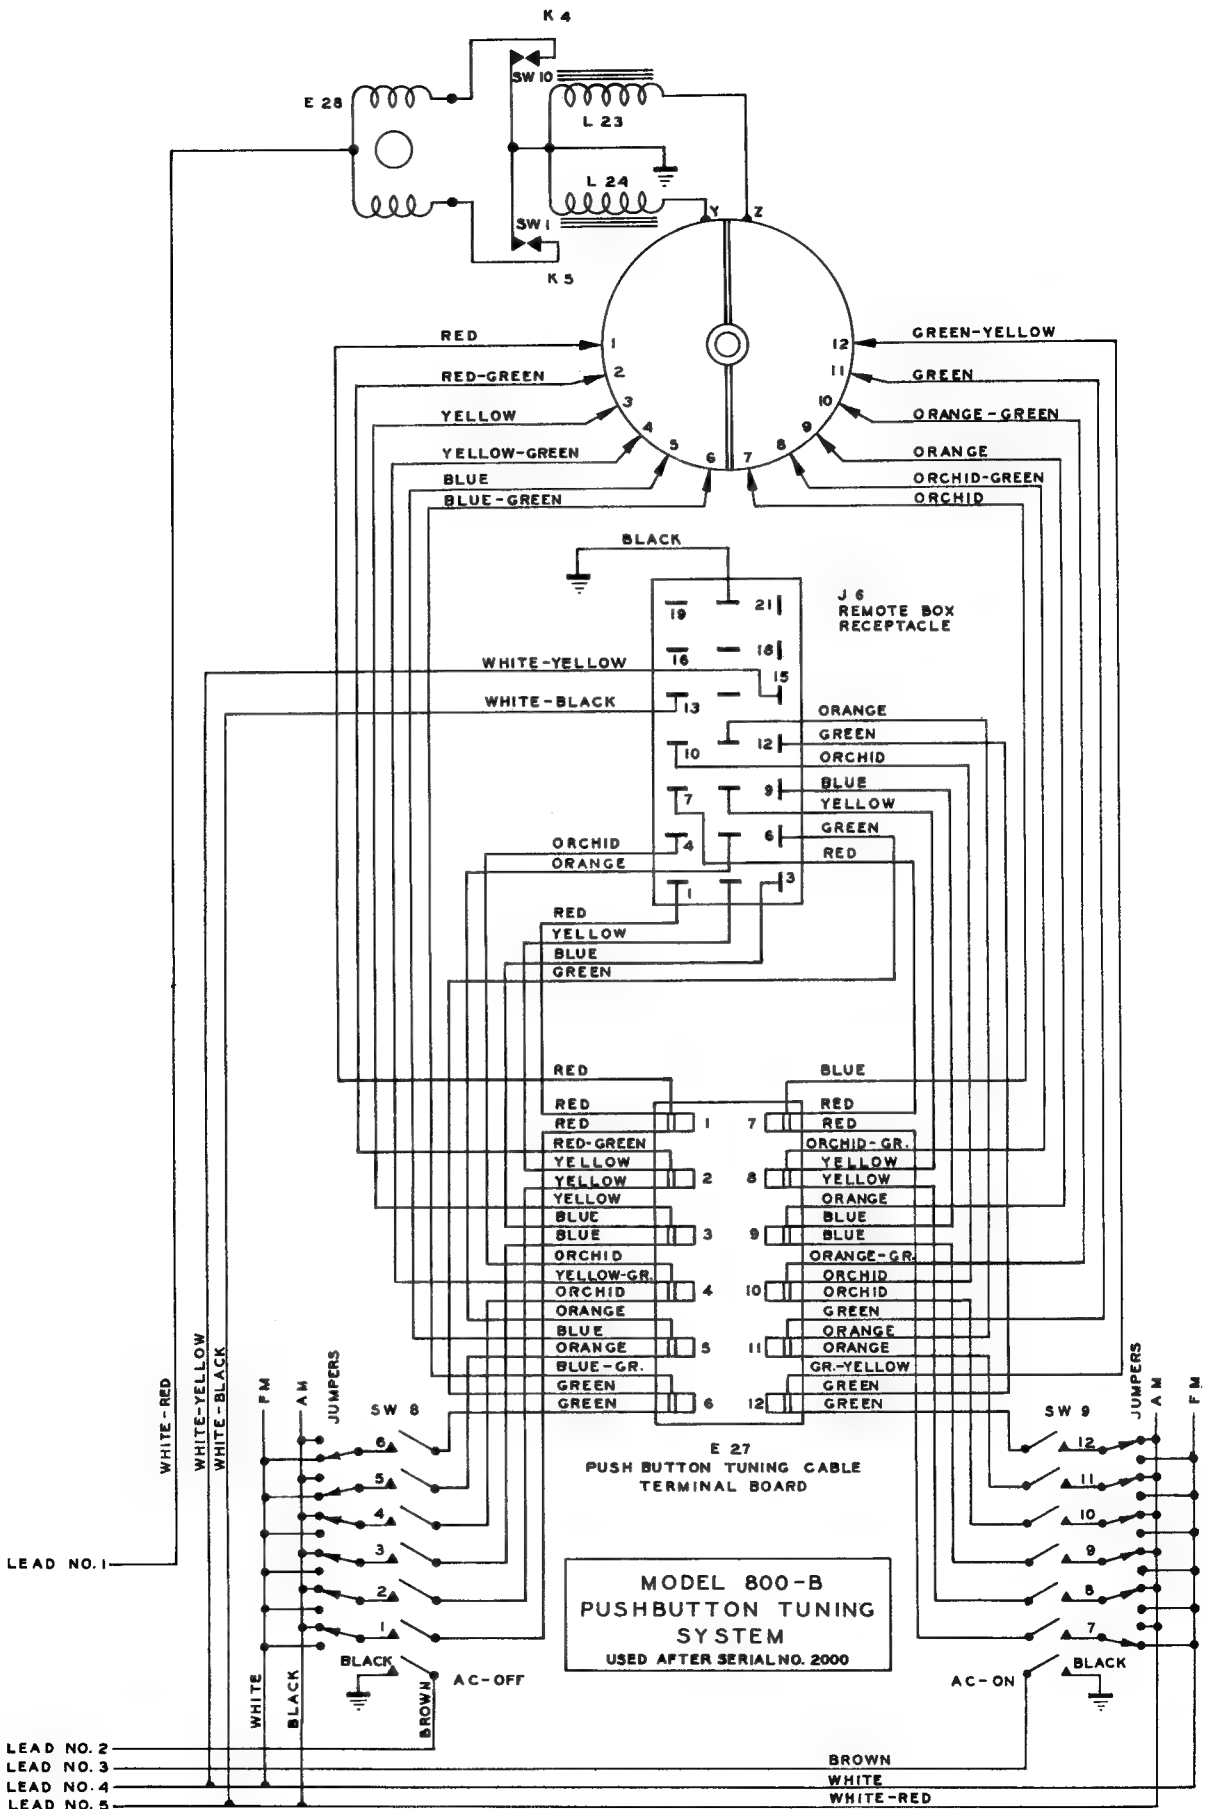 K 4
SW 10
E 28
L 23
L 24
SW 1
K 5
Y Z
RED 1 12 GREEN-YELLOW
RED-GREEN 2 11 GREEN
YELLOW 3 10 ORANGE-GREEN
YELLOW-GREEN 4 9 ORANGE
BLUE 5 8 ORCHID-GREEN
BLUE-GREEN 6 7 ORCHID
BLACK
19 21
J 6
REMOTE BOX
RECEPTACLE
16 18
WHITE-YELLOW 15
WHITE-BLACK 13
ORANGE
10 12 GREEN
ORCHID
7 9 BLUE
YELLOW
4 6 GREEN
ORCHID
RED
ORANGE
1 3
RED
YELLOW
BLUE
GREEN
RED BLUE
RED RED
RED 1 7 RED
RED-GREEN ORCHID-GR.
YELLOW YELLOW
YELLOW 2 8 YELLOW
YELLOW ORANGE
BLUE BLUE
BLUE 3 9 BLUE
ORCHID ORANGE-GR.
YELLOW-GR. ORCHID
ORCHID 4 10 ORCHID
ORANGE GREEN
BLUE ORANGE
ORANGE 5 11 ORANGE
BLUE-GR. GR.-YELLOW
GREEN GREEN
GREEN 6 12 GREEN
WHITE-RED
WHITE-YELLOW
WHITE-BLACK
FM
AM
JUMPERS
SW 8
SW 9
JUMPERS
AM
FM
E 27
PUSH BUTTON TUNING CABLE
TERMINAL BOARD
6 12
5 11
4 10
3 9
2 8
1 7
LEAD NO. 1
MODEL 800-B
PUSHBUTTON TUNING
SYSTEM
USED AFTER SERIAL NO. 2000
BLACK BLACK
AC-OFF AC-ON
WHITE
BLACK
BROWN
LEAD NO. 2
LEAD NO. 3 BROWN
LEAD NO. 4 WHITE
LEAD NO. 5 WHITE-RED